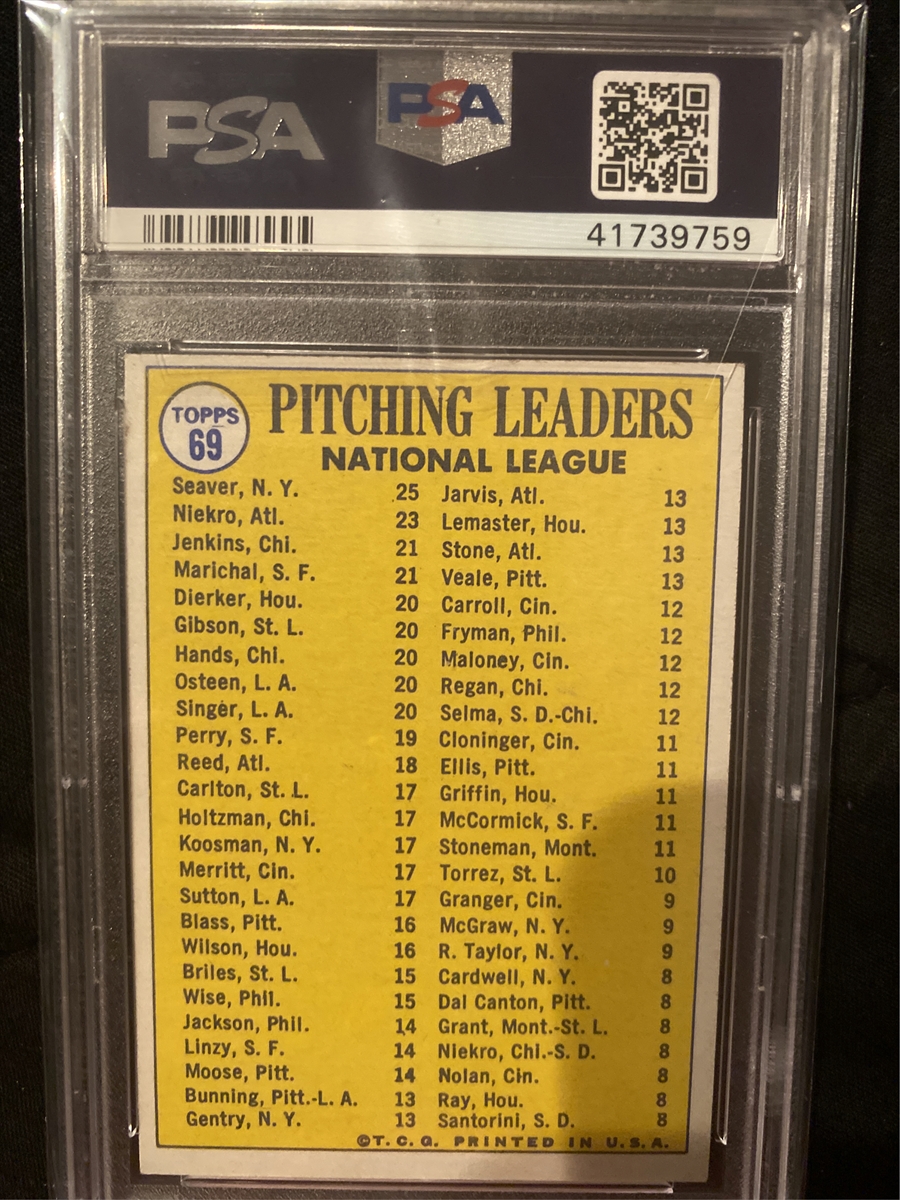 PSA
PSA
41739759
TOPPS
69
PITCHING LEADERS
NATIONAL LEAGUE
Seaver, N. Y. 25
Niekro, Atl. 23
Jenkins, Chi. 21
Marichal, S. F. 21
Dierker, Hou. 20
Gibson, St. L. 20
Hands, Chi. 20
Osteen, L. A. 20
Singer, L. A. 20
Perry, S. F. 19
Reed, Atl. 18
Carlton, St. L. 17
Holtzman, Chi. 17
Koosman, N. Y. 17
Merritt, Cin. 17
Sutton, L. A. 17
Blass, Pitt. 16
Wilson, Hou. 16
Briles, St. L. 15
Wise, Phil. 15
Jackson, Phil. 14
Linzy, S. F. 14
Moose, Pitt. 14
Bunning, Pitt.-L. A. 13
Gentry, N. Y. 13
Jarvis, Atl. 13
Lemaster, Hou. 13
Stone, Atl. 13
Veale, Pitt. 13
Carroll, Cin. 12
Fryman, Phil. 12
Maloney, Cin. 12
Regan, Chi. 12
Selma, S. D.-Chi. 12
Cloninger, Cin. 11
Ellis, Pitt. 11
Griffin, Hou. 11
McCormick, S. F. 11
Stoneman, Mont. 11
Torrez, St. L. 10
Granger, Cin. 9
McGraw, N. Y. 9
R. Taylor, N. Y. 9
Cardwell, N. Y. 8
Dal Canton, Pitt. 8
Grant, Mont.-St. L. 8
Niekro, Chi.-S. D. 8
Nolan, Cin. 8
Ray, Hou. 8
Santorini, S. D. 8
©T. C. G. PRINTED IN U. S. A.